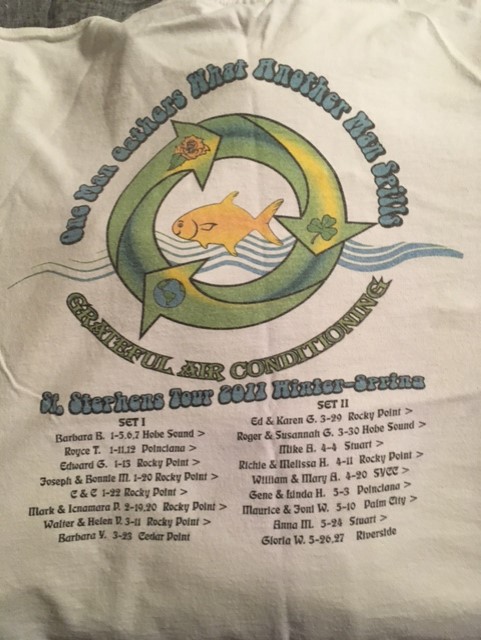 One Man Gathers What Another Man Spills
GRATEFUL AIR CONDITIONING
St. Stephens Tour 2011 Winter-Spring
SET I
Barbara B. 1-5,6,7 Hobe Sound >
Royce T. 1-11,12 Poinciana >
Edward G. 1-13 Rocky Point >
Joseph & Bonnie M. 1-20 Rocky Point >
C & C 1-22 Rocky Point >
Mark & Icnamara P. 2-19,20 Rocky Point >
Walter & Helen P. 3-11 Rocky Point >
Barbara Y. 3-23 Cedar Point
SET II
Ed & Karen G. 3-29 Rocky Point >
Roger & Susannah G. 3-30 Hobe Sound >
Mike A. 4-4 Stuart >
Richie & Melissa H. 4-11 Rocky Point >
William & Mary A. 4-20 SYCC >
Gene & Linda H. 5-3 Poinciana >
Maurice & Joni W. 5-10 Palm City >
Anna M. 5-24 Stuart >
Gloria W. 5-26,27 Riverside